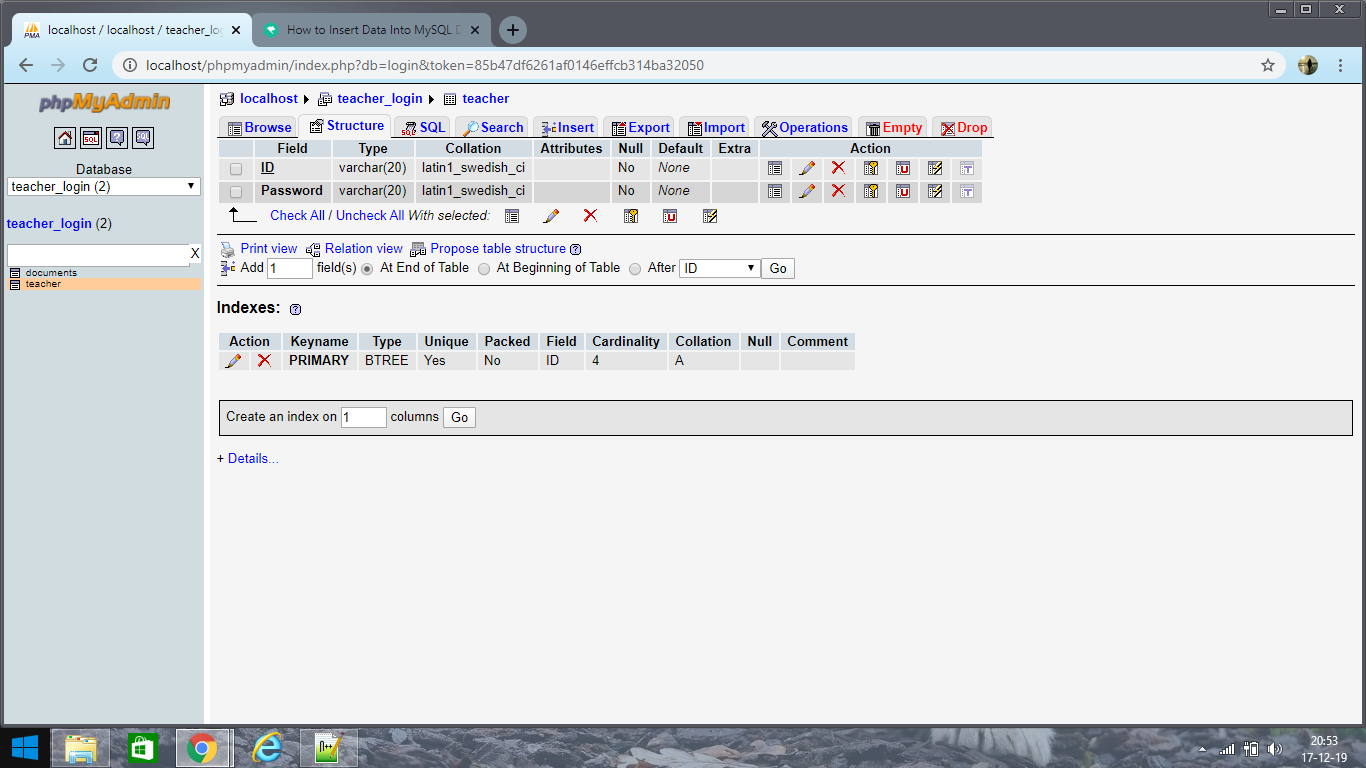 localhost / localhost / teacher_log
How to Insert Data Into MySQL D
localhost/phpmyadmin/index.php?db=login&token=85b47df6261af0146effcb314ba32050
phpMyAdmin
SQL
SQL
Database
teacher_login (2)
teacher_login (2)
X
documents
teacher
localhost teacher_login teacher
Browse Structure SQL Search Insert Export Import Operations Empty Drop
Field Type Collation Attributes Null Default Extra Action
ID varchar(20) latin1_swedish_ci No None
Password varchar(20) latin1_swedish_ci No None
Check All / Uncheck All With selected:
Print view Relation view Propose table structure
Add 1 field(s) At End of Table At Beginning of Table After ID Go
Indexes:
Action Keyname Type Unique Packed Field Cardinality Collation Null Comment
PRIMARY BTREE Yes No ID 4 A
Create an index on 1 columns Go
+ Details...
20:53
17-12-19